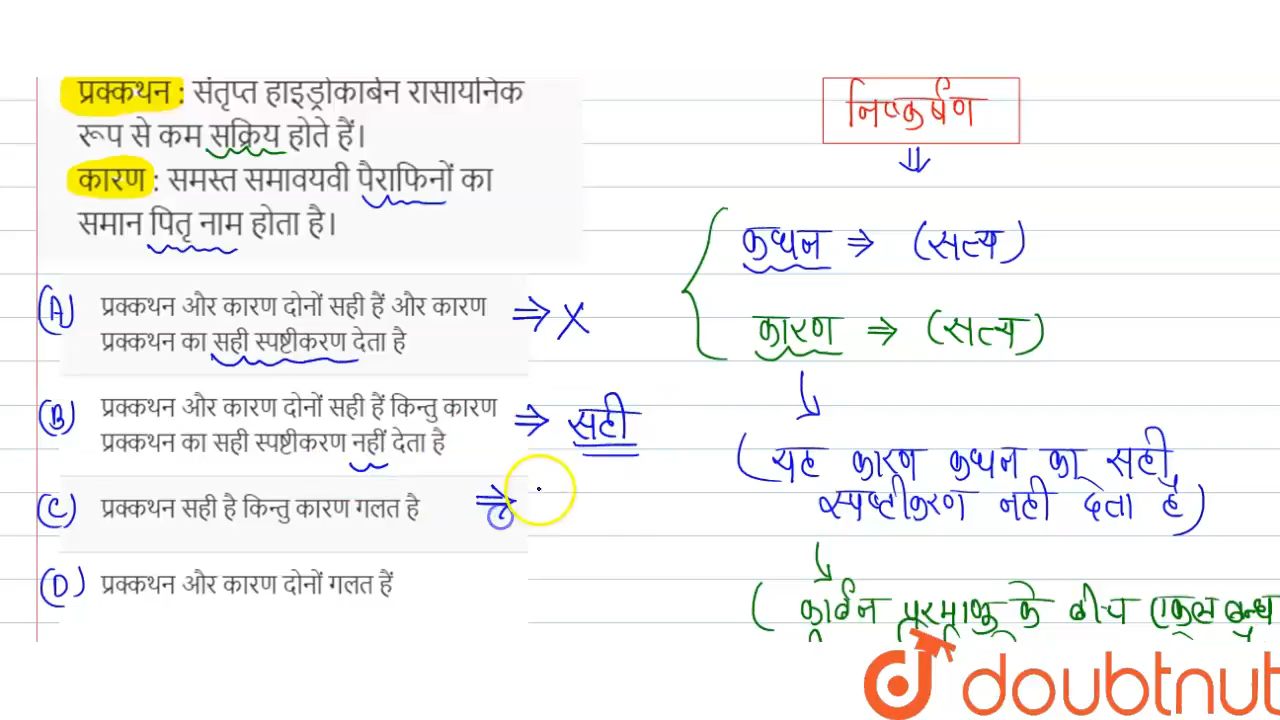 प्रक्कथन : संतृप्त हाइड्रोकार्बन रासायनिक
रूप से कम सक्रिय होते हैं।
कारण : समस्त समावयवी पैराफिनों का
समान पितृ नाम होता है।
(A) प्रक्कथन और कारण दोनों सही हैं और कारण
प्रक्कथन का सही स्पष्टीकरण देता है
⇒ X
(B) प्रक्कथन और कारण दोनों सही हैं किन्तु कारण
प्रक्कथन का सही स्पष्टीकरण नहीं देता है
⇒ सही
(C) प्रक्कथन सही है किन्तु कारण गलत है ⇒
(D) प्रक्कथन और कारण दोनों गलत हैं
निष्कर्षण
⇓
कथन ⇒ (सत्य)
कारण ⇒ (सत्य)
(यह कारण कथन का सही
स्पष्टीकरण नही देता है)
(कार्बन परमाणु के बीच एकल बन्ध
doubtnut